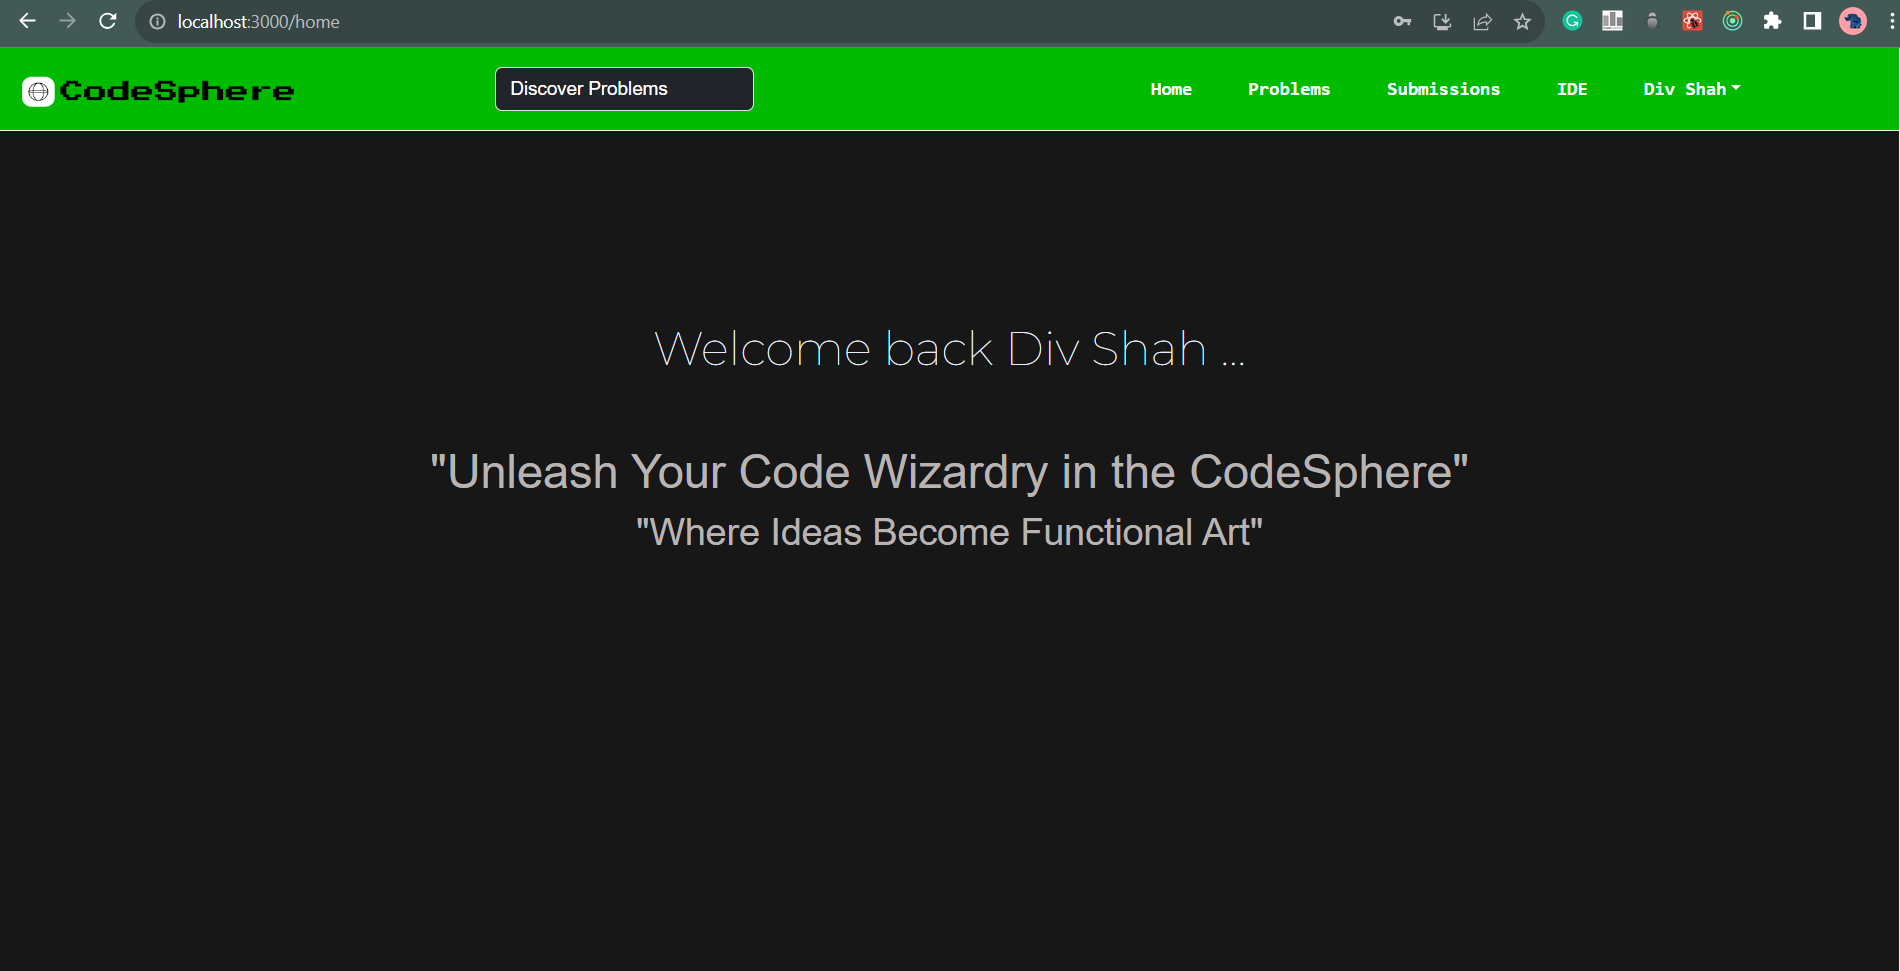 localhost:3000/home
CodeSphere
Discover Problems
Home
Problems
Submissions
IDE
Div Shah
Welcome back Div Shah ...
"Unleash Your Code Wizardry in the CodeSphere"
"Where Ideas Become Functional Art"